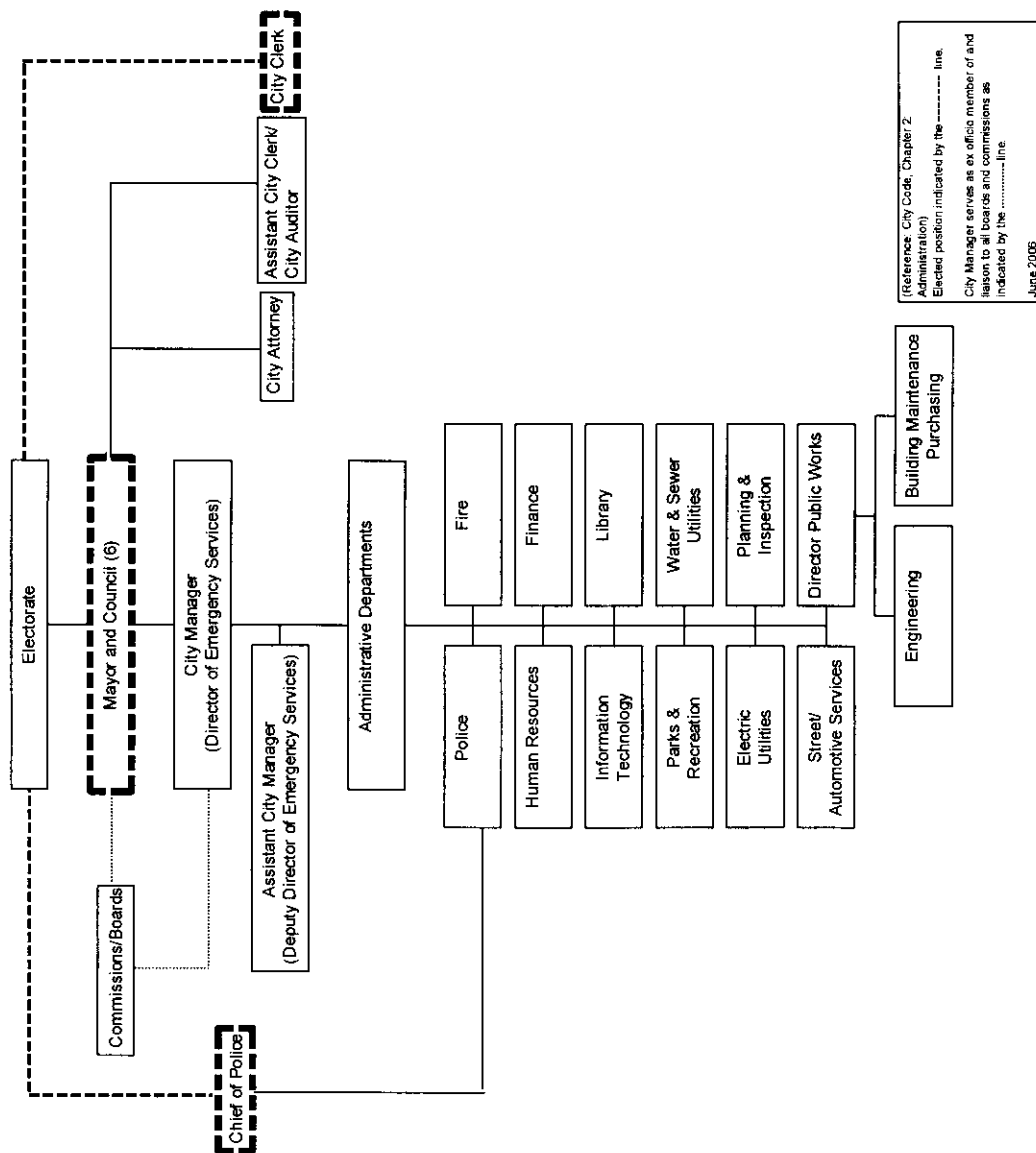 Electorate
Mayor and Council (6)
Commissions/Boards
City Manager
(Director of Emergency Services)
Chief of Police
City Attorney
Assistant City Clerk/
City Auditor
City Clerk
Assistant City Manager
(Deputy Director of Emergency Services)
Administrative Departments
Police
Fire
Human Resources
Finance
Information
Technology
Library
Parks &
Recreation
Water & Sewer
Utilities
Electric
Utilities
Planning &
Inspection
Street/
Automotive Services
Director Public Works
Engineering
Building Maintenance
Purchasing
(Reference: City Code, Chapter 2
Administration)
Elected position indicated by the ------- line.
City Manager serves as ex officio member of and
liaison to all boards and commissions as
indicated by the ............ line.
June 2006